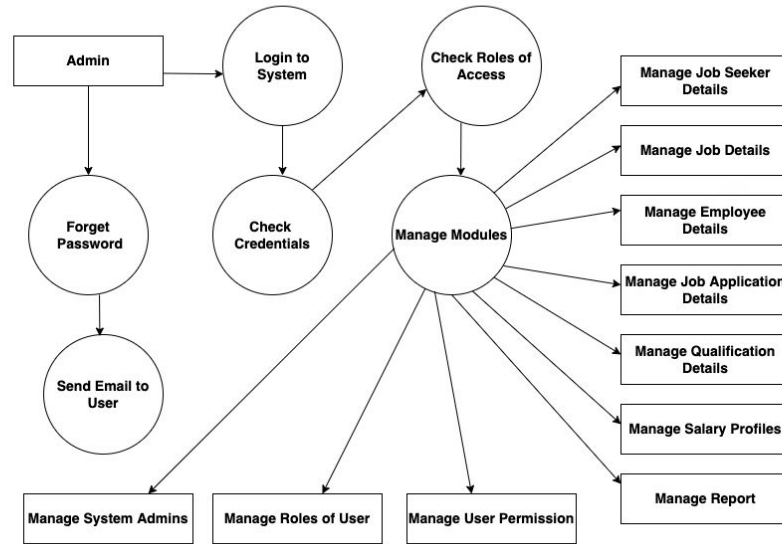 Admin
Login to
System
Check Roles of
Access
Manage Job Seeker
Details
Manage Job Details
Forget
Password
Check
Credentials
Manage Modules
Manage Employee
Details
Manage Job Application
Details
Send Email to
User
Manage Qualification
Details
Manage Salary Profiles
Manage Report
Manage System Admins
Manage Roles of User
Manage User Permission